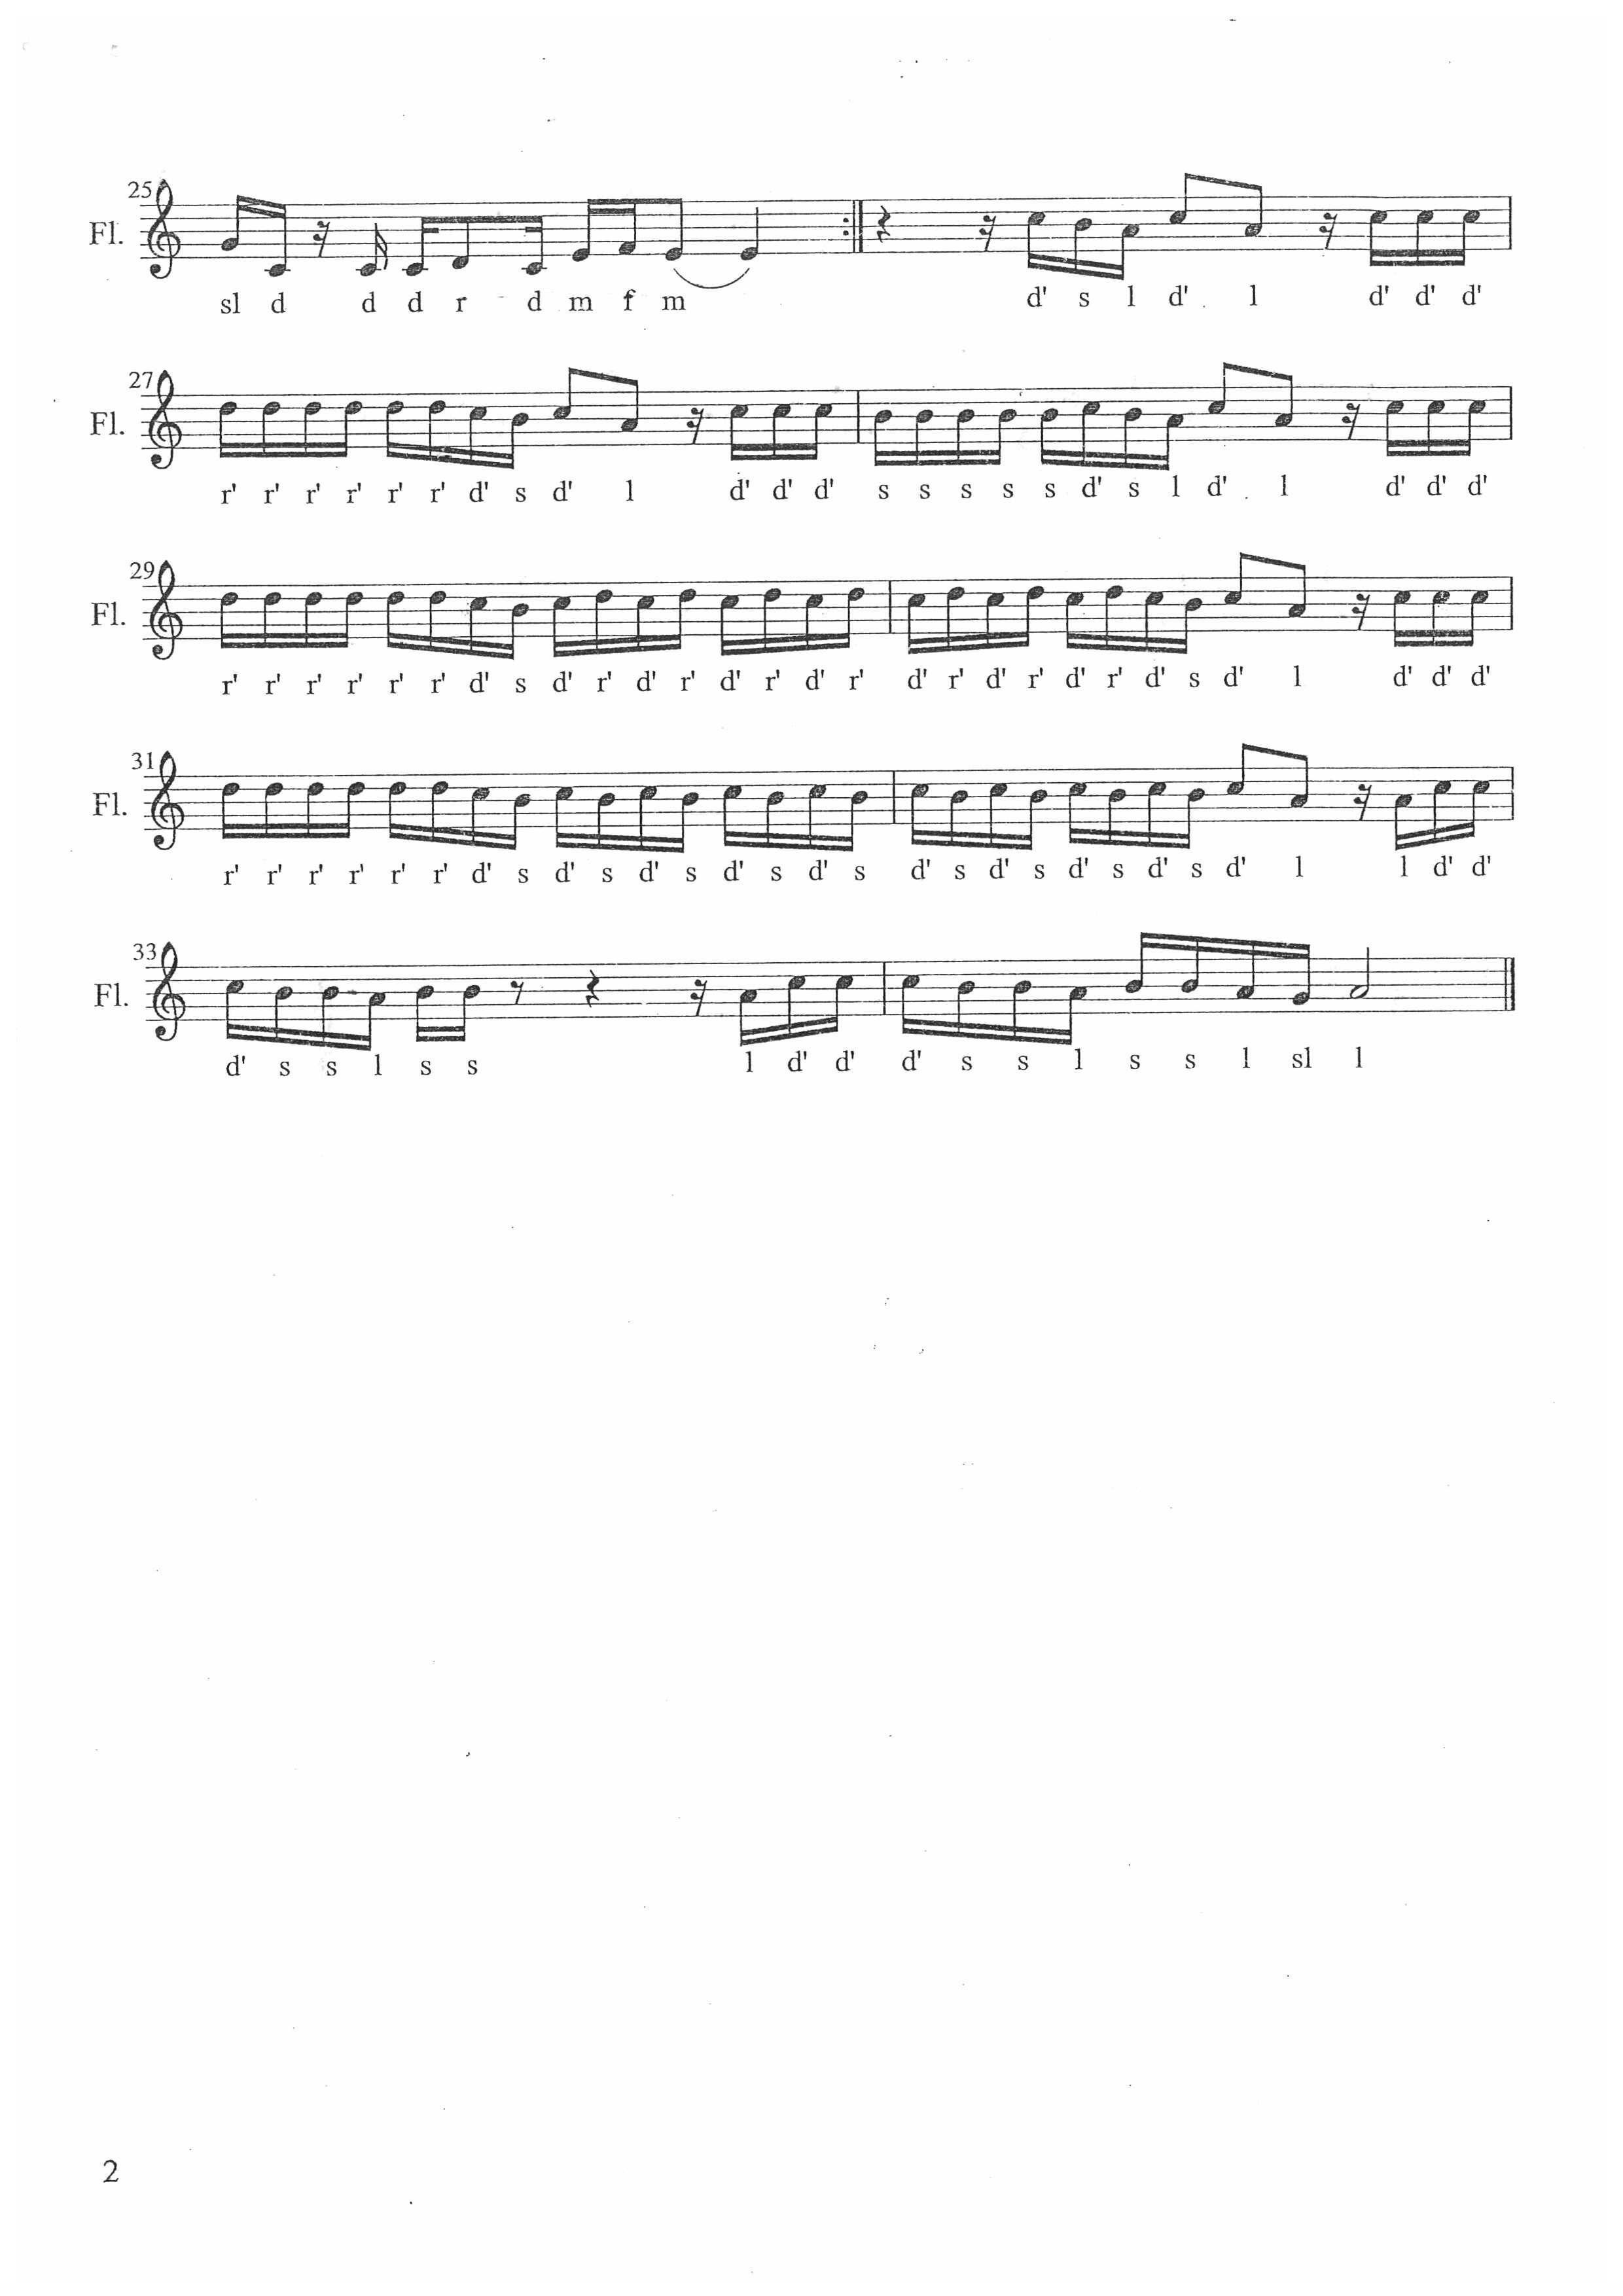 25
Fl.
sl d d d r d m f m d' s l d' l d' d' d'
27
Fl.
r' r' r' r' r' r' d' s d' l d' d' d' s s s s s d' s l d' l d' d' d'
29
Fl.
r' r' r' r' r' r' d' s d' r' d' r' d' r' d' r' d' r' d' r' d' r' d' s d' l d' d' d'
31
Fl.
r' r' r' r' r' r' d' s d' s d' s d' s d' s d' s d' s d' s d' s d' l l d' d'
33
Fl.
d' s s l s s l d' d' d' s s l s s l sl l
2